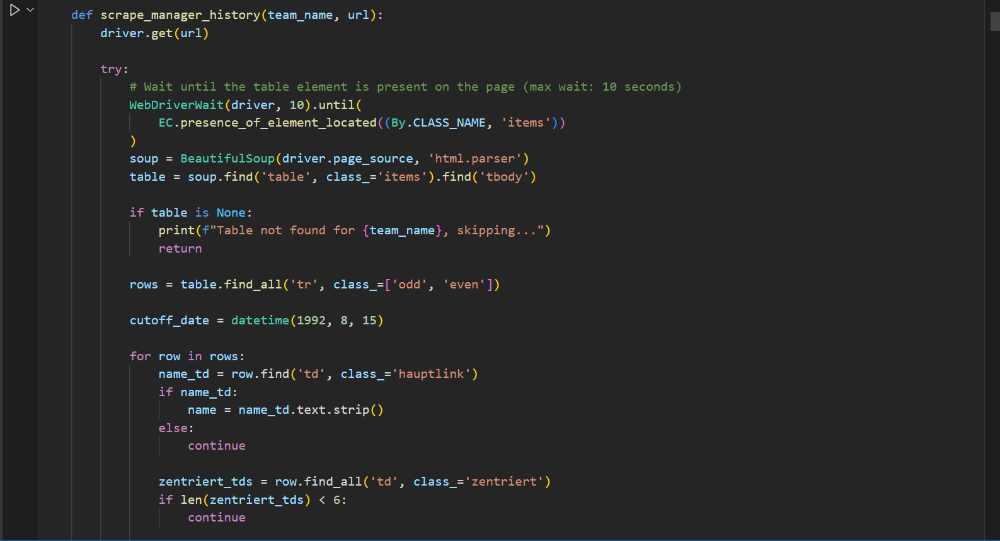 def scrape_manager_history(team_name, url):
    driver.get(url)

    try:
        # Wait until the table element is present on the page (max wait: 10 seconds)
        WebDriverWait(driver, 10).until(
            EC.presence_of_element_located((By.CLASS_NAME, 'items'))
        )
        soup = BeautifulSoup(driver.page_source, 'html.parser')
        table = soup.find('table', class_='items').find('tbody')

        if table is None:
            print(f"Table not found for {team_name}, skipping...")
            return

        rows = table.find_all('tr', class_=['odd', 'even'])

        cutoff_date = datetime(1992, 8, 15)

        for row in rows:
            name_td = row.find('td', class_='hauptlink')
            if name_td:
                name = name_td.text.strip()
            else:
                continue

            zentriert_tds = row.find_all('td', class_='zentriert')
            if len(zentriert_tds) < 6:
                continue